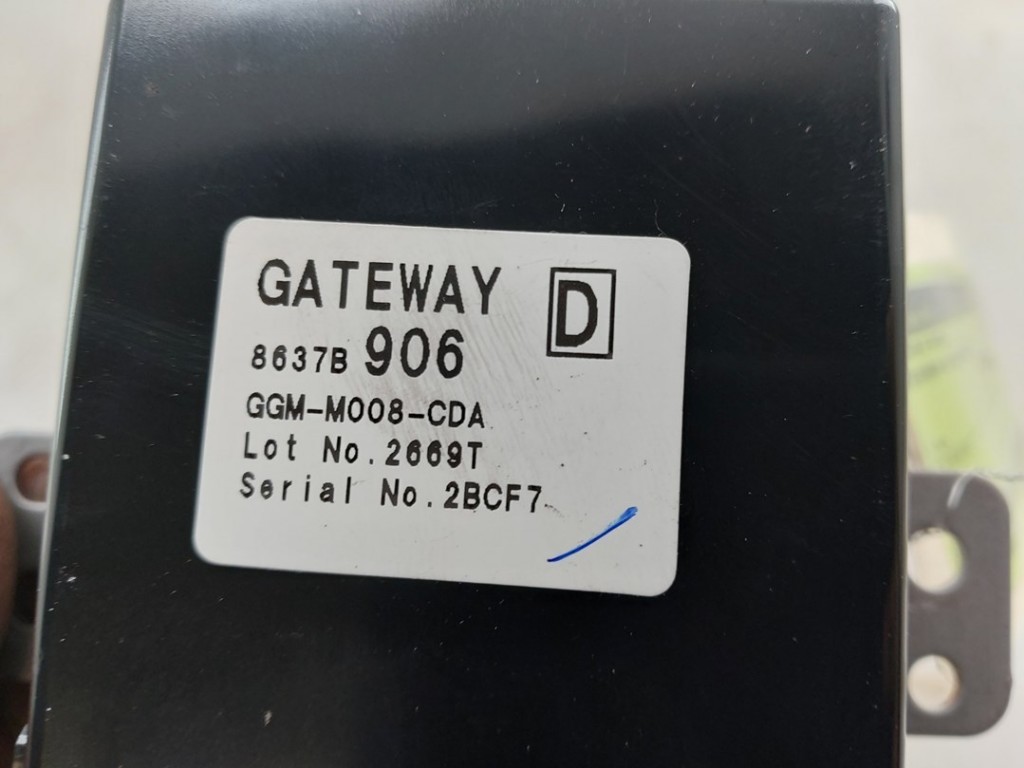 GATEWAY D
8637B 906
GGM-M008-CDA
Lot No.2669T
Serial No.2BCF7